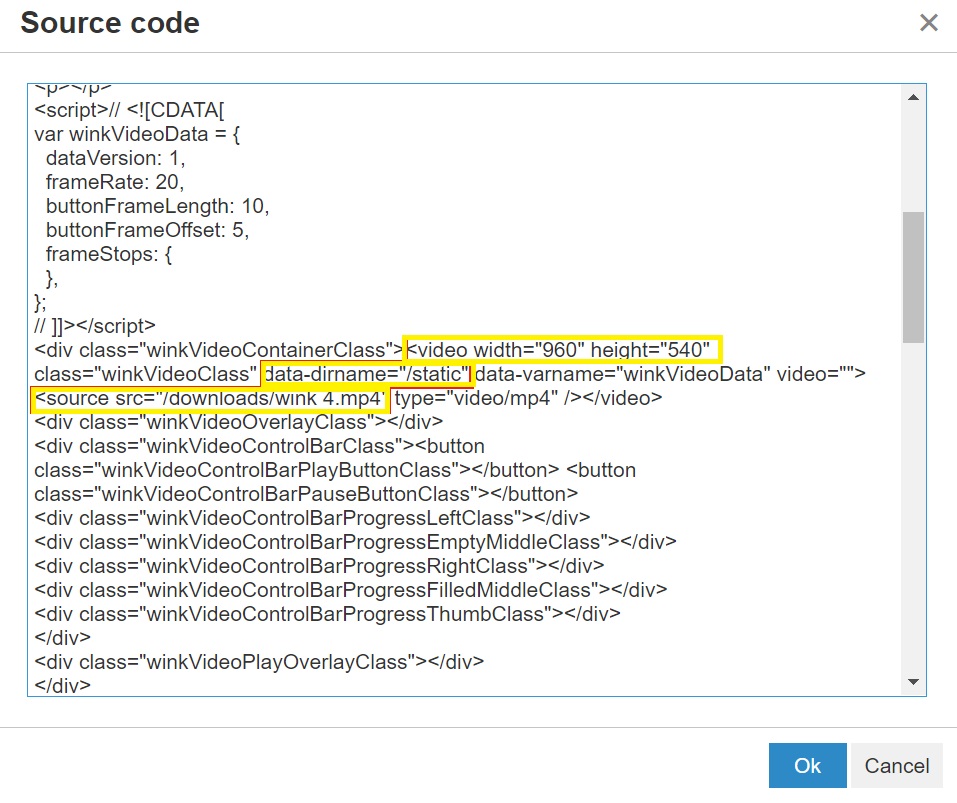 Source code
<p></p>
<script>// <![CDATA[
var winkVideoData = {
dataVersion: 1,
frameRate: 20,
buttonFrameLength: 10,
buttonFrameOffset: 5,
frameStops: {
},
};
// ]]></script>
<div class="winkVideoContainerClass"><video width="960" height="540"
class="winkVideoClass" data-dirname="/static" data-varname="winkVideoData" video="">
<source src="/downloads/wink 4.mp4" type="video/mp4" /></video>
<div class="winkVideoOverlayClass"></div>
<div class="winkVideoControlBarClass"><button
class="winkVideoControlBarPlayButtonClass"></button> <button
class="winkVideoControlBarPauseButtonClass"></button>
<div class="winkVideoControlBarProgressLeftClass"></div>
<div class="winkVideoControlBarProgressEmptyMiddleClass"></div>
<div class="winkVideoControlBarProgressRightClass"></div>
<div class="winkVideoControlBarProgressFilledMiddleClass"></div>
<div class="winkVideoControlBarProgressThumbClass"></div>
</div>
<div class="winkVideoPlayOverlayClass"></div>
</div>
Ok Cancel